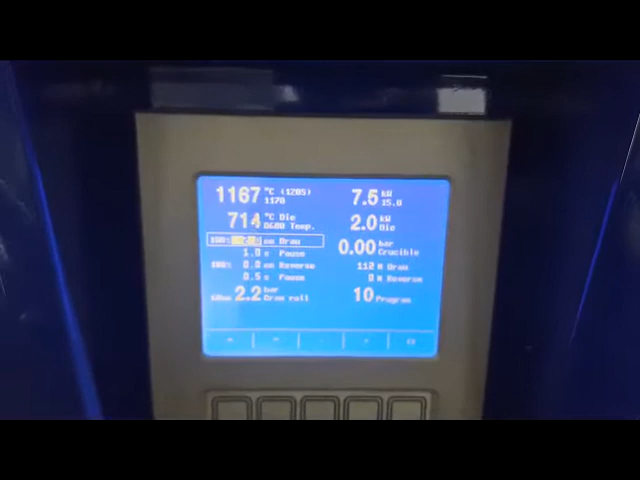 1167 °C (1205) 7.5 kW
1170 15.0
714 °C Die 2.0 kW
Temp. Die
mm Draw 0.00 bar
1.0 s Pause Crucible
0.0 mm Reverse 112 N Draw
0.5 s Pause 0 N Reverse
2.2 bar 10 Program
Draw roll